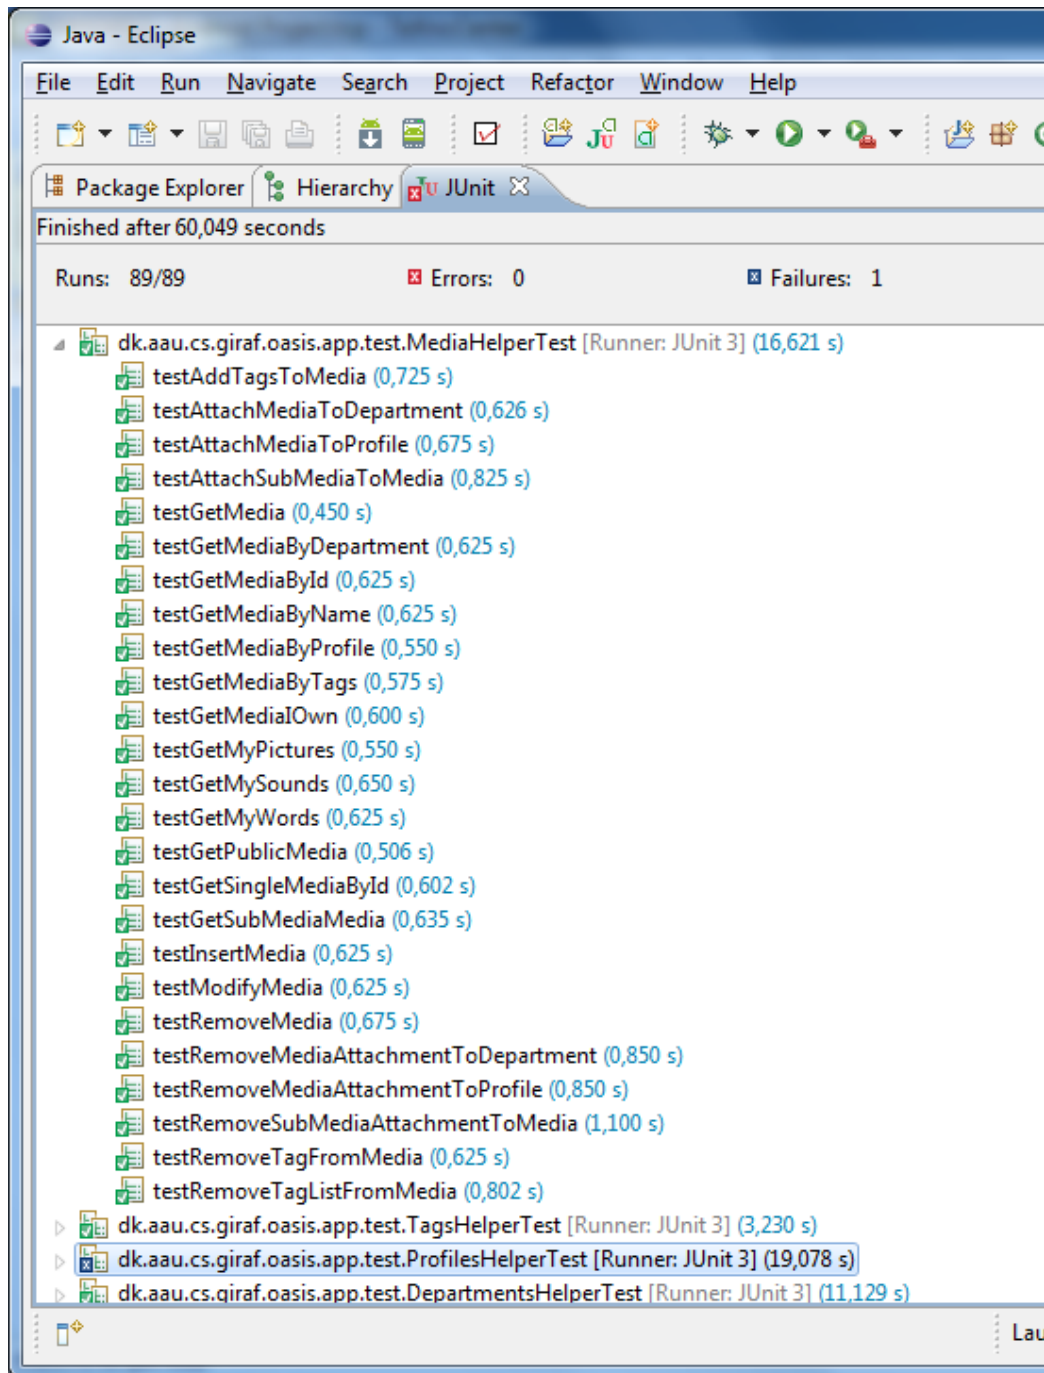 Java - Eclipse
File Edit Run Navigate Search Project Refactor Window Help
Package Explorer Hierarchy JUnit
Finished after 60,049 seconds
Runs: 89/89 Errors: 0 Failures: 1
dk.aau.cs.giraf.oasis.app.test.MediaHelperTest [Runner: JUnit 3] (16,621 s)
testAddTagsToMedia (0,725 s)
testAttachMediaToDepartment (0,626 s)
testAttachMediaToProfile (0,675 s)
testAttachSubMediaToMedia (0,825 s)
testGetMedia (0,450 s)
testGetMediaByDepartment (0,625 s)
testGetMediaById (0,625 s)
testGetMediaByName (0,625 s)
testGetMediaByProfile (0,550 s)
testGetMediaByTags (0,575 s)
testGetMediaIOwn (0,600 s)
testGetMyPictures (0,550 s)
testGetMySounds (0,650 s)
testGetMyWords (0,625 s)
testGetPublicMedia (0,506 s)
testGetSingleMediaById (0,602 s)
testGetSubMediaMedia (0,635 s)
testInsertMedia (0,625 s)
testModifyMedia (0,625 s)
testRemoveMedia (0,675 s)
testRemoveMediaAttachmentToDepartment (0,850 s)
testRemoveMediaAttachmentToProfile (0,850 s)
testRemoveSubMediaAttachmentToMedia (1,100 s)
testRemoveTagFromMedia (0,625 s)
testRemoveTagListFromMedia (0,802 s)
dk.aau.cs.giraf.oasis.app.test.TagsHelperTest [Runner: JUnit 3] (3,230 s)
dk.aau.cs.giraf.oasis.app.test.ProfilesHelperTest [Runner: JUnit 3] (19,078 s)
dk.aau.cs.giraf.oasis.app.test.DepartmentsHelperTest [Runner: JUnit 3] (11,129 s)
Lau